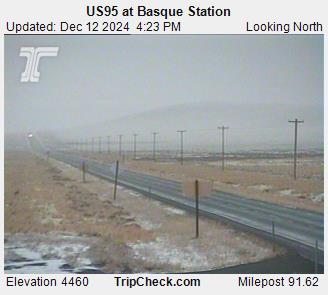 US95 at Basque Station
Updated: Dec 12 2024 4:23 PM Looking North
Elevation 4460 TripCheck.com Milepost 91.62